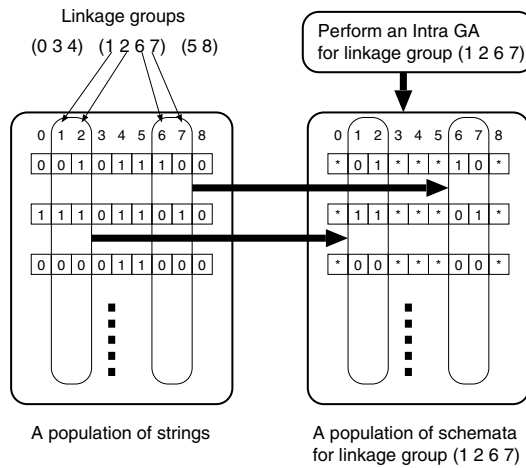 Linkage groups
(0 3 4) (1 2 6 7) (5 8)
Perform an Intra GA
for linkage group (1 2 6 7)
0 1 2 3 4 5 6 7 8
0 0 1 0 1 1 1 0 0
1 1 1 0 1 1 0 1 0
0 0 0 0 1 1 0 0 0
A population of strings
0 1 2 3 4 5 6 7 8
* 0 1 * * * 1 0 *
* 1 1 * * * 0 1 *
* 0 0 * * * 0 0 *
A population of schemata
for linkage group (1 2 6 7)